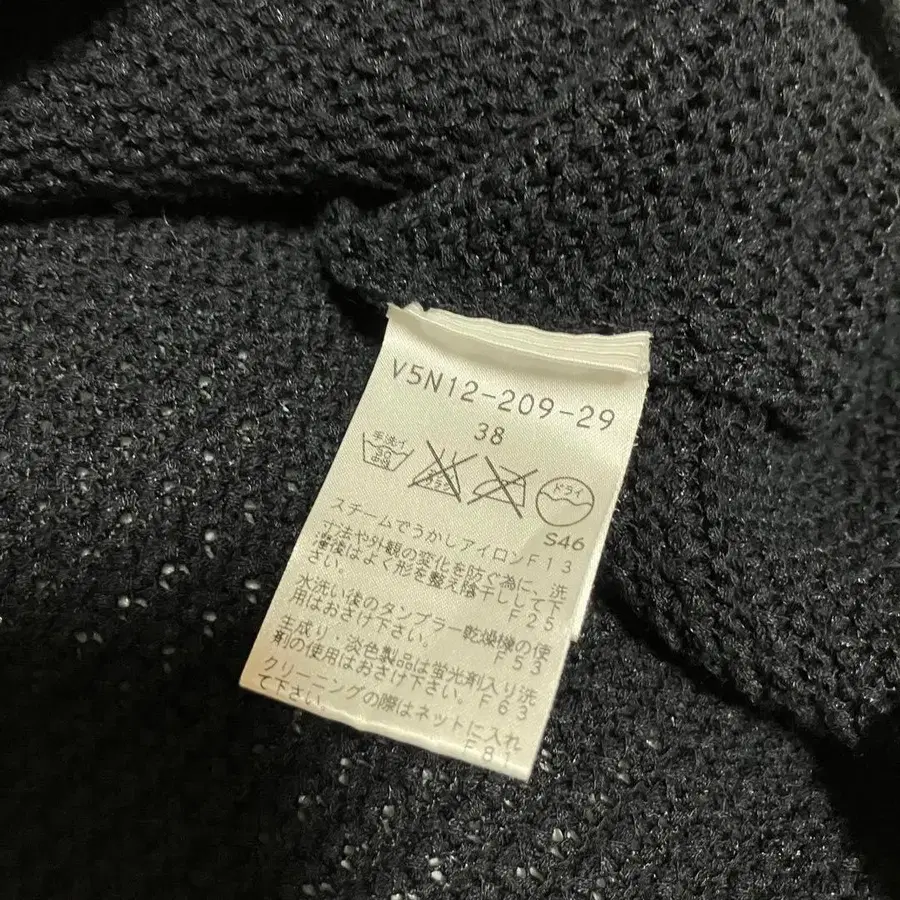 V5N12-209-29
38
手洗イ
ドライ
S46
スチームでうかしアイロンF13
寸法や外観の変化を防ぐ為に、洗
濯後はよく形を整え陰干しして下
さい。 F25
水洗い後のタンブラー乾燥機の使
用はおさけ下さい。 F53
生成り・淡色製品は蛍光剤入り洗
剤の使用はおさけ下さい。F63
クリーニングの際はネットに入れ
て下さい。 F81